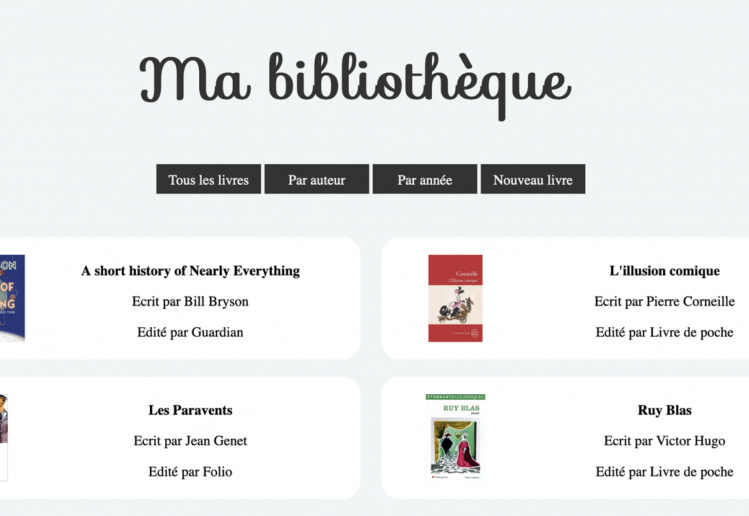 Ma bibliothèque
Tous les livres
Par auteur
Par année
Nouveau livre
A short history of Nearly Everything
Ecrit par Bill Bryson
Edité par Guardian
L'illusion comique
Ecrit par Pierre Corneille
Edité par Livre de poche
Corneille
L'illusion comique
Les Paravents
Ecrit par Jean Genet
Edité par Folio
RUY BLAS
Ruy Blas
Ecrit par Victor Hugo
Edité par Livre de poche